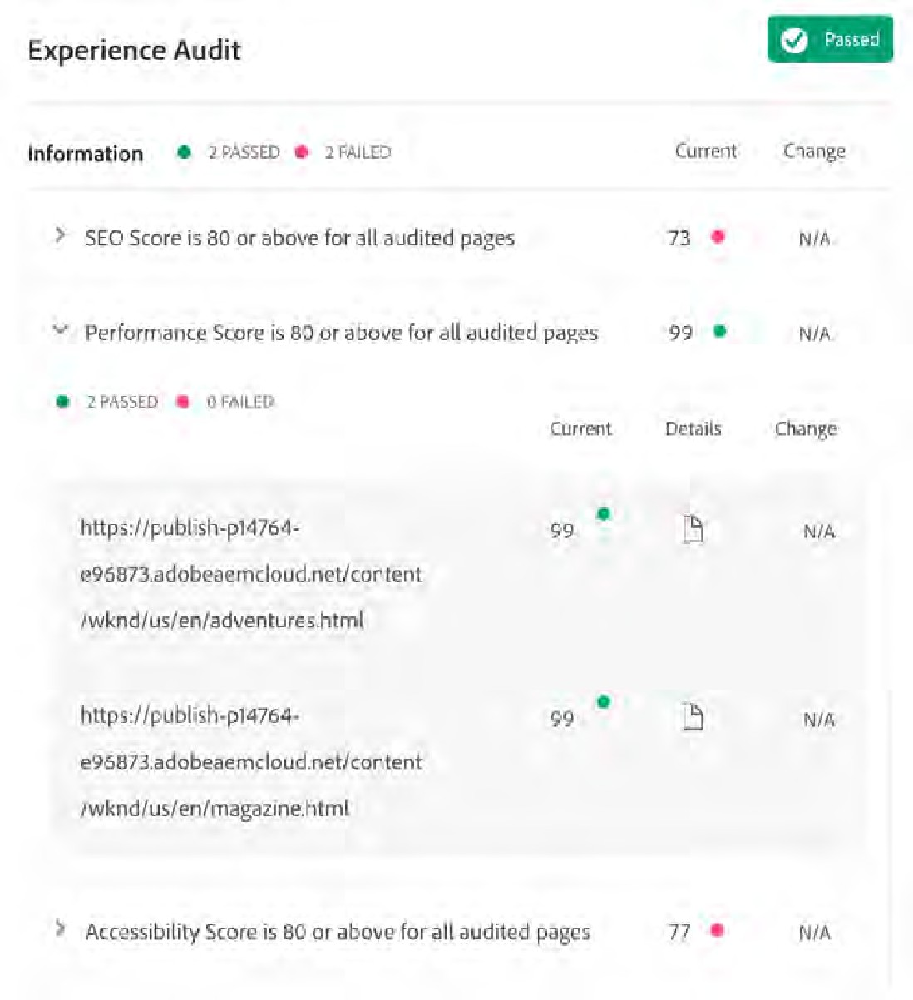 Experience Audit
Passed
Information 2 PASSED 2 FAILED Current Change
SEO Score is 80 or above for all audited pages 73 N/A
Performance Score is 80 or above for all audited pages 99 N/A
2 PASSED 0 FAILED
Current Details Change
https://publish-p14764-
e96873.adobeaemcloud.net/content
/wknd/us/en/adventures.html
99 N/A
https://publish-p14764-
e96873.adobeaemcloud.net/content
/wknd/us/en/magazine.html
99 N/A
Accessibility Score is 80 or above for all audited pages 77 N/A